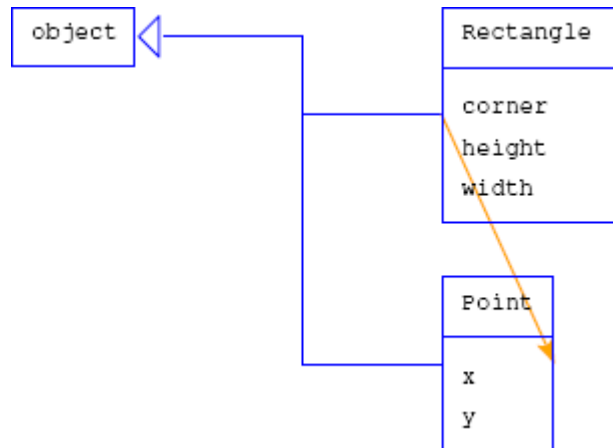 object
Rectangle
corner
height
width
Point
x
y